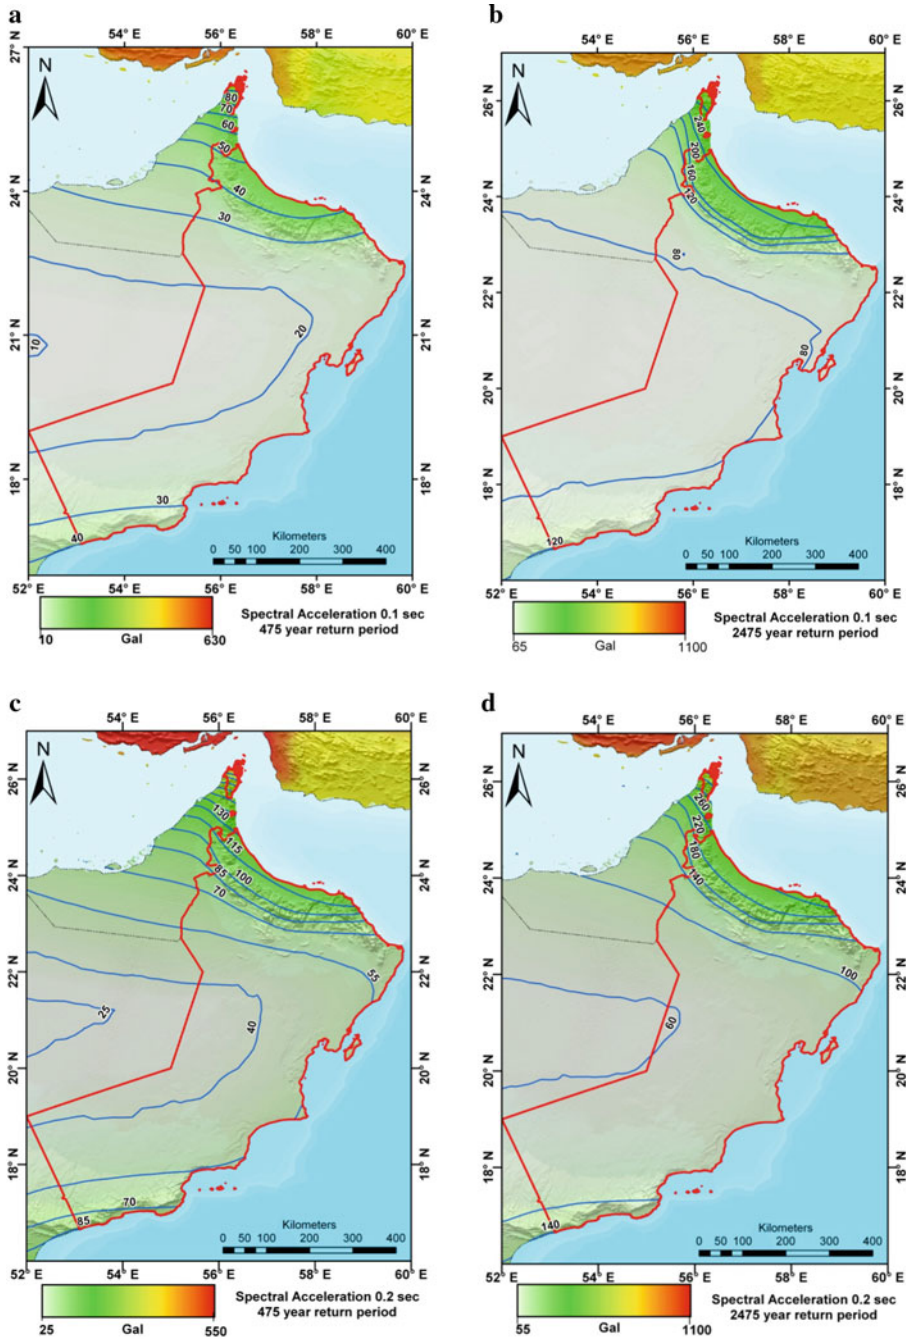 a
54° E 56° E 58° E 60° E
27° N
24° N
21° N
18° N
N
80
70
60
50
40
30
20
10
30
40
Kilometers
0 50 100 200 300 400
52° E 54° E 56° E 58° E 60° E
10 Gal 630
Spectral Acceleration 0.1 sec
475 year return period
b
54° E 56° E 58° E 60° E
26° N
24° N
22° N
20° N
18° N
N
240
200
160
120
80
80
120
Kilometers
0 50 100 200 300 400
52° E 54° E 56° E 58° E 60° E
65 Gal 1100
Spectral Acceleration 0.1 sec
2475 year return period
c
54° E 56° E 58° E 60° E
26° N
24° N
22° N
20° N
18° N
N
130
115
100
85
70
55
40
25
70
85
Kilometers
0 50 100 200 300 400
52° E 54° E 56° E 58° E 60° E
25 Gal 550
Spectral Acceleration 0.2 sec
475 year return period
d
54° E 56° E 58° E 60° E
26° N
24° N
22° N
20° N
18° N
N
260
220
180
140
100
60
140
Kilometers
0 50 100 200 300 400
52° E 54° E 56° E 58° E 60° E
55 Gal 1100
Spectral Acceleration 0.2 sec
2475 year return period